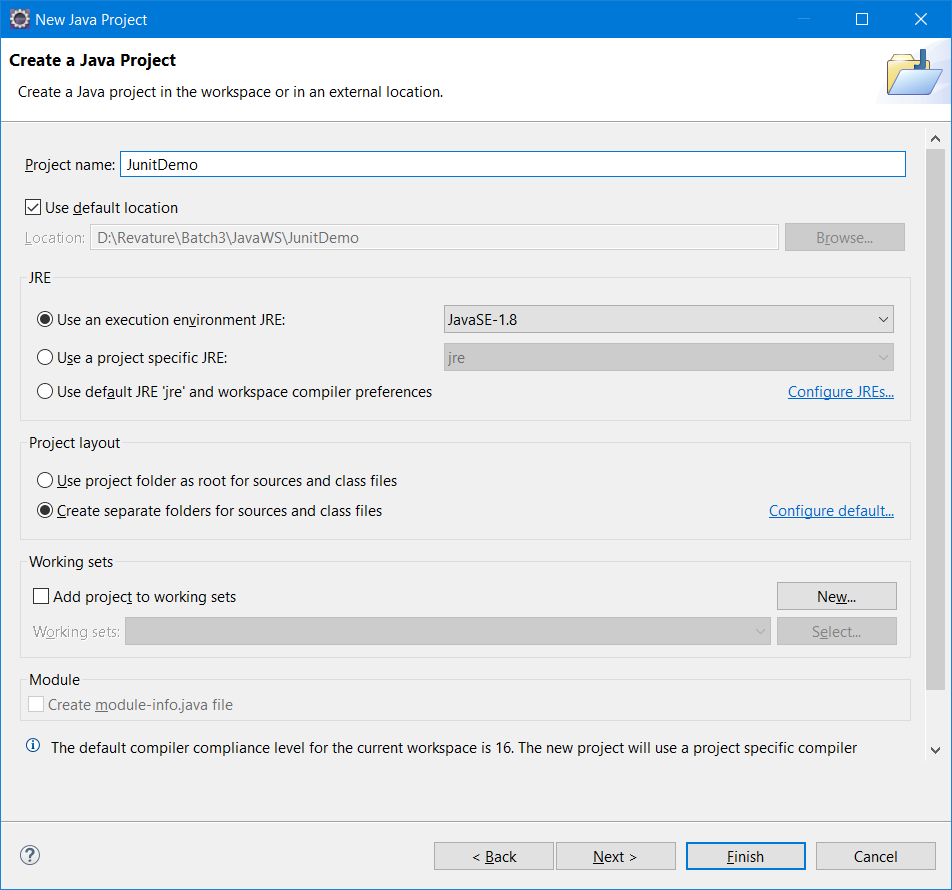 New Java Project
Create a Java Project
Create a Java project in the workspace or in an external location.
Project name: JunitDemo
Use default location
Location: D:\Revature\Batch3\JavaWS\JunitDemo Browse...
JRE
Use an execution environment JRE: JavaSE-1.8
Use a project specific JRE: jre
Use default JRE 'jre' and workspace compiler preferences Configure JREs...
Project layout
Use project folder as root for sources and class files
Create separate folders for sources and class files Configure default...
Working sets
Add project to working sets New...
Working sets: Select...
Module
Create module-info.java file
The default compiler compliance level for the current workspace is 16. The new project will use a project specific compiler
? < Back Next > Finish Cancel